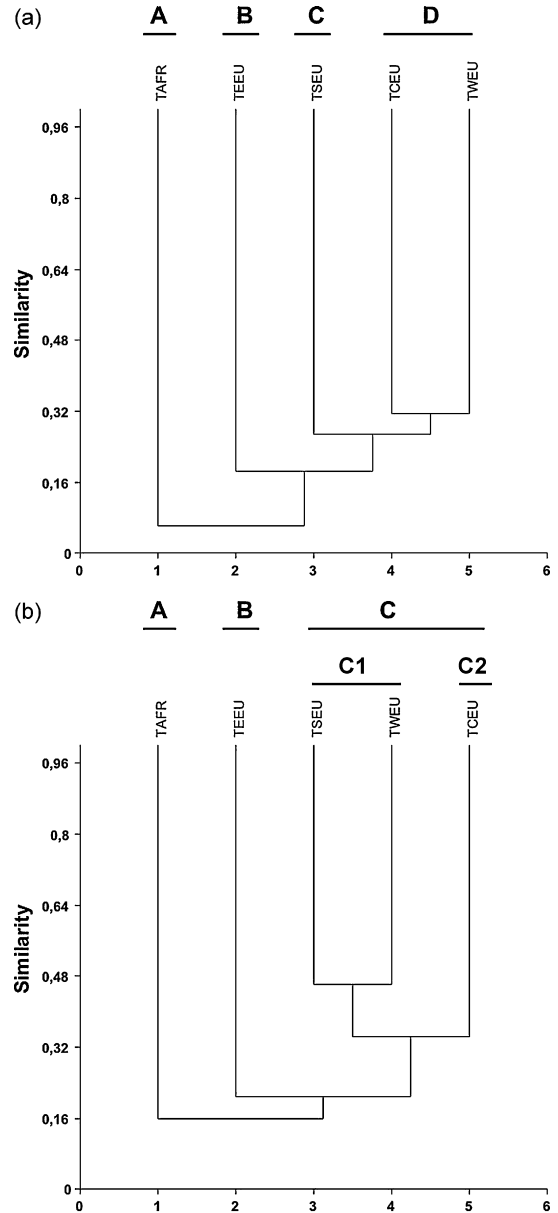 (a) A B C D
TAFR TEEU TSEU TCEU TWEU
0,96
0,8
0,64
0,48
0,32
0,16
0
Similarity
0 1 2 3 4 5 6
(b) A B C
C1 C2
TAFR TEEU TSEU TWEU TCEU
0,96
0,8
0,64
0,48
0,32
0,16
0
Similarity
0 1 2 3 4 5 6